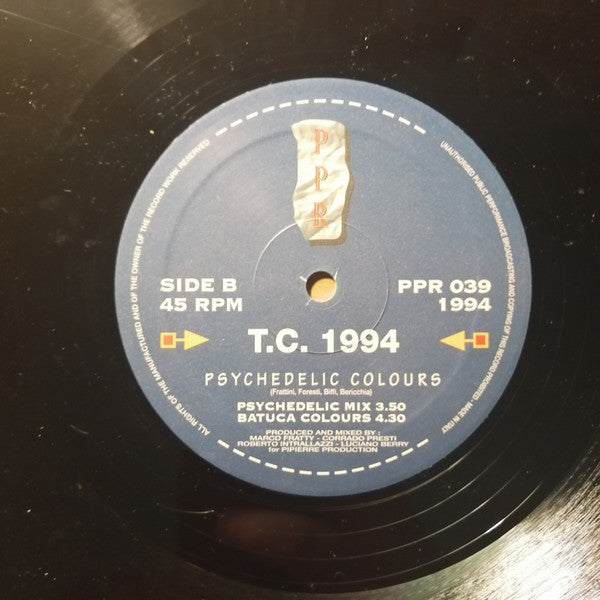 PPR
SIDE B
45 RPM
PPR 039
1994
T.C. 1994
PSYCHEDELIC COLOURS
(Frattini, Foresti, Biffi, Bericchia)
PSYCHEDELIC MIX 3.50
BATUCA COLOURS 4.30
PRODUCED AND MIXED BY :
MARCO FRATTY - CORRADO PRESTI
ROBERTO INTRALLAZZI - LUCIANO BERRY
for PIPIERRE PRODUCTION
ALL RIGHTS OF THE MANUFACTURED AND OF THE OWNER OF THE RECORD WORK RESERVED
UNAUTHORISED PUBLIC PERFORMANCE BROADCASTING AND COPYING OF THIS RECORD PROHIBITED - MADE IN ITALY